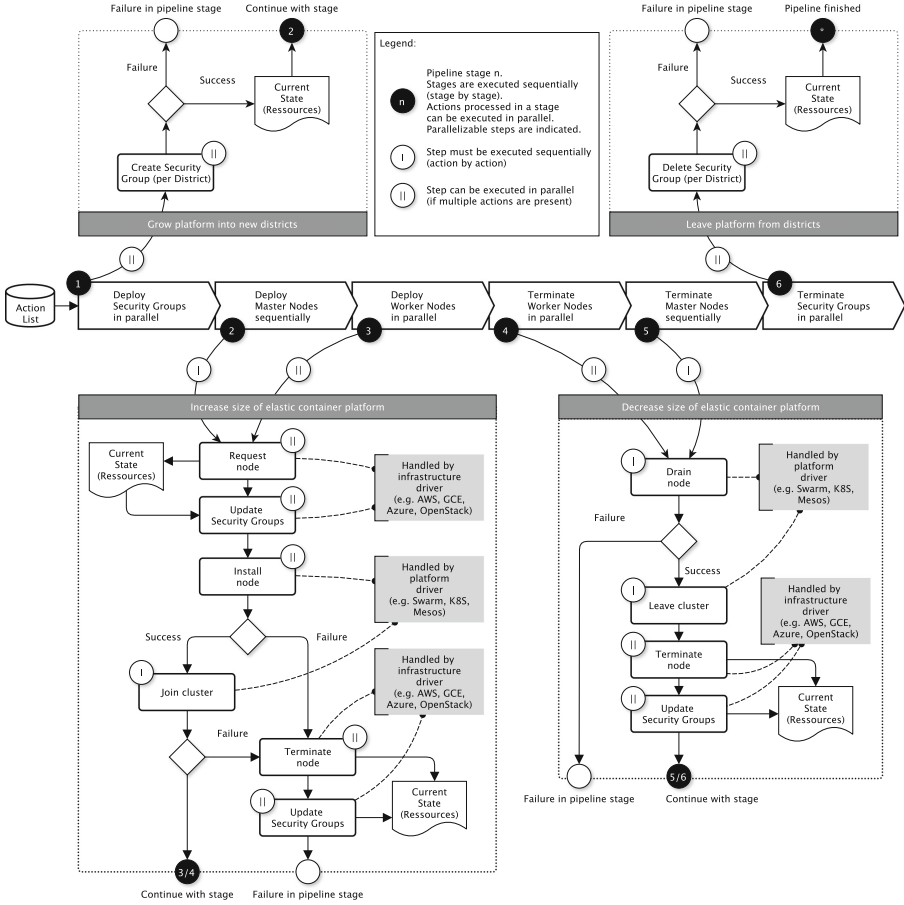 Failure in pipeline stage
Continue with stage
2
Failure
Success
Current
State
(Ressources)
||
Create Security
Group (per District)
Grow platform into new districts
||
Legend:
n
Pipeline stage n.
Stages are executed sequentially
(stage by stage).
Actions processed in a stage
can be executed in parallel.
Parallelizable steps are indicated.
|
Step must be executed sequentially
(action by action)
||
Step can be executed in parallel
(if multiple actions are present)
Failure in pipeline stage
Pipeline finished
*
Failure
Success
Current
State
(Ressources)
||
Delete Security
Group (per District)
Leave platform from districts
||
Action
List
1
Deploy
Security Groups
in parallel
Deploy
Master Nodes
sequentially
2
Deploy
Worker Nodes
in parallel
3
Terminate
Worker Nodes
in parallel
4
Terminate
Master Nodes
sequentially
5
6
Terminate
Security Groups
in parallel
|
||
||
|
Increase size of elastic container platform
Request
node
||
Current
State
(Ressources)
Update
Security Groups
||
Handled by
infrastructure
driver
(e.g. AWS, GCE,
Azure, OpenStack)
Install
node
||
Handled by
platform
driver
(e.g. Swarm, K8S,
Mesos)
Success
Failure
|
Join cluster
Handled by
infrastructure
driver
(e.g. AWS, GCE,
Azure, OpenStack)
Failure
Terminate
node
||
||
Update
Security Groups
Current
State
(Ressources)
3/4
Continue with stage
Failure in pipeline stage
Decrease size of elastic container platform
|
Drain
node
Handled by
platform
driver
(e.g. Swarm, K8S,
Mesos)
Failure
Success
|
Leave cluster
Handled by
infrastructure
driver
(e.g. AWS, GCE,
Azure, OpenStack)
||
Terminate
node
||
Update
Security Groups
Current
State
(Ressources)
5/6
Failure in pipeline stage
Continue with stage